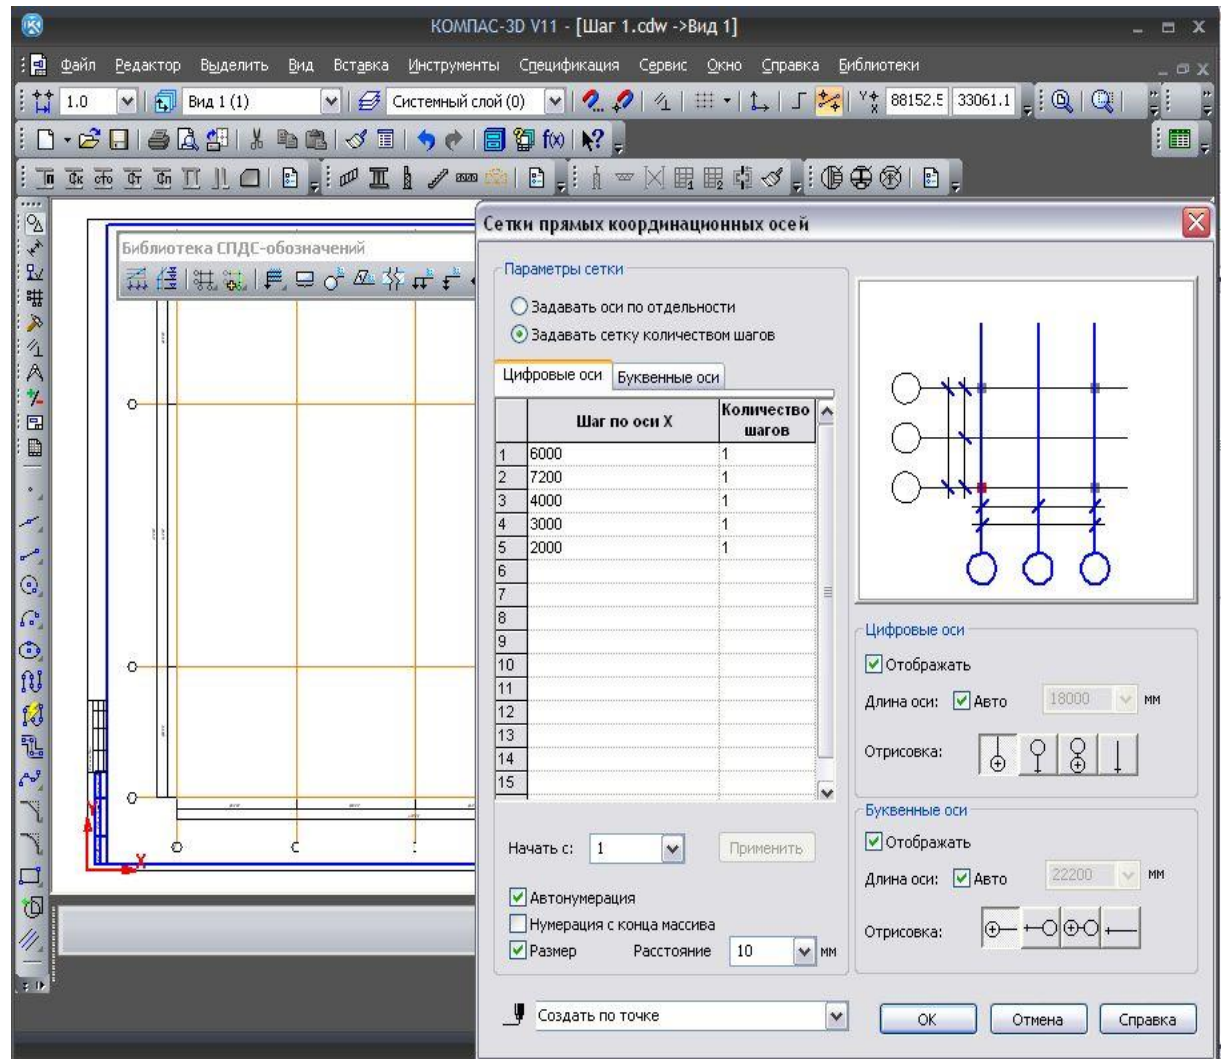 КОМПАС-3D V11 - [Шаг 1.cdw ->Вид 1]
Файл Редактор Выделить Вид Вставка Инструменты Спецификация Сервис Окно Справка Библиотеки
1.0 Вид 1 (1) Системный слой (0) 88152.5 33061.1
Сетки прямых координационных осей
Библиотека СПДС-обозначений
Параметры сетки
Задавать оси по отдельности
Задавать сетку количеством шагов
Цифровые оси Буквенные оси
Шаг по оси X Количество шагов
1 6000 1
2 7200 1
3 4000 1
4 3000 1
5 2000 1
6
7
8
9
10
11
12
13
14
15
Начать с: 1 Применить
Автонумерация
Нумерация с конца массива
Размер Расстояние 10 мм
Создать по точке
Цифровые оси
Отображать
Длина оси: Авто 18000 мм
Отрисовка:
Буквенные оси
Отображать
Длина оси: Авто 22200 мм
Отрисовка:
ОК Отмена Справка
Y
X